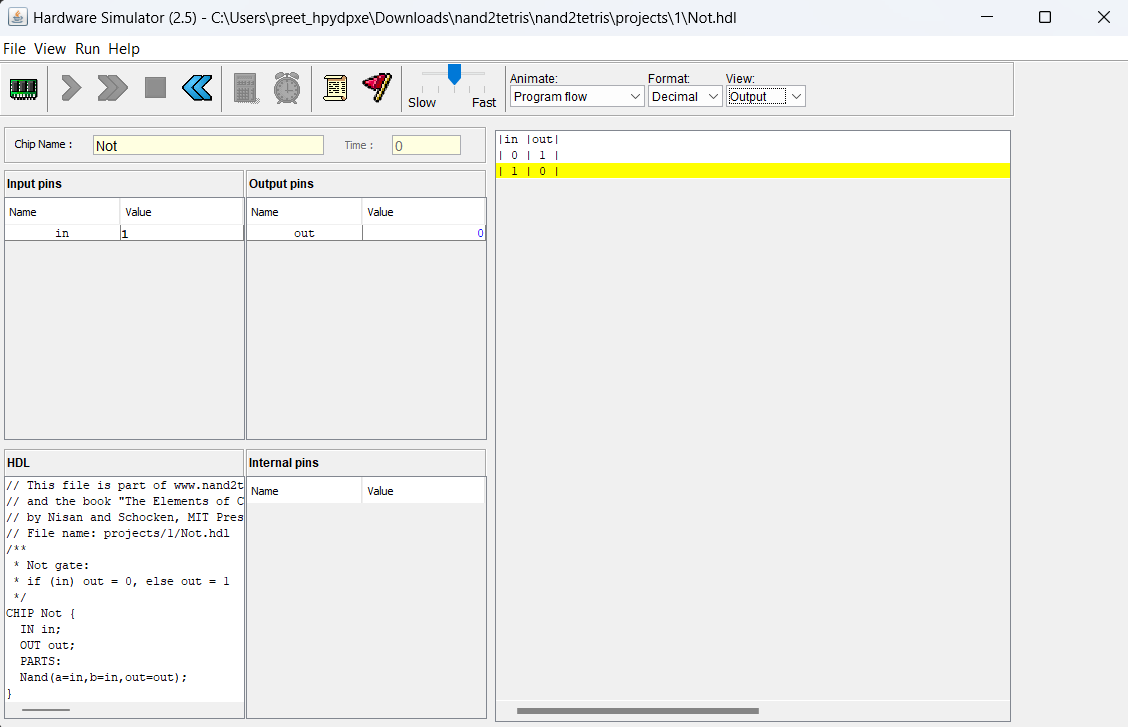 Hardware Simulator (2.5) - C:\Users\preet_hpydpxe\Downloads\nand2tetris\nand2tetris\projects\1\Not.hdl
File View Run Help
Slow Fast
Animate: Format: View:
Program flow Decimal Output
Chip Name : Not Time : 0
Input pins
Name Value
in 1
Output pins
Name Value
out 0
HDL
// This file is part of www.nand2t
// and the book "The Elements of C
// by Nisan and Schocken, MIT Pres
// File name: projects/1/Not.hdl
/**
 * Not gate:
 * if (in) out = 0, else out = 1
 */
CHIP Not {
  IN in;
  OUT out;
  PARTS:
  Nand(a=in,b=in,out=out);
}
Internal pins
Name Value
|in |out|
| 0 | 1 |
| 1 | 0 |